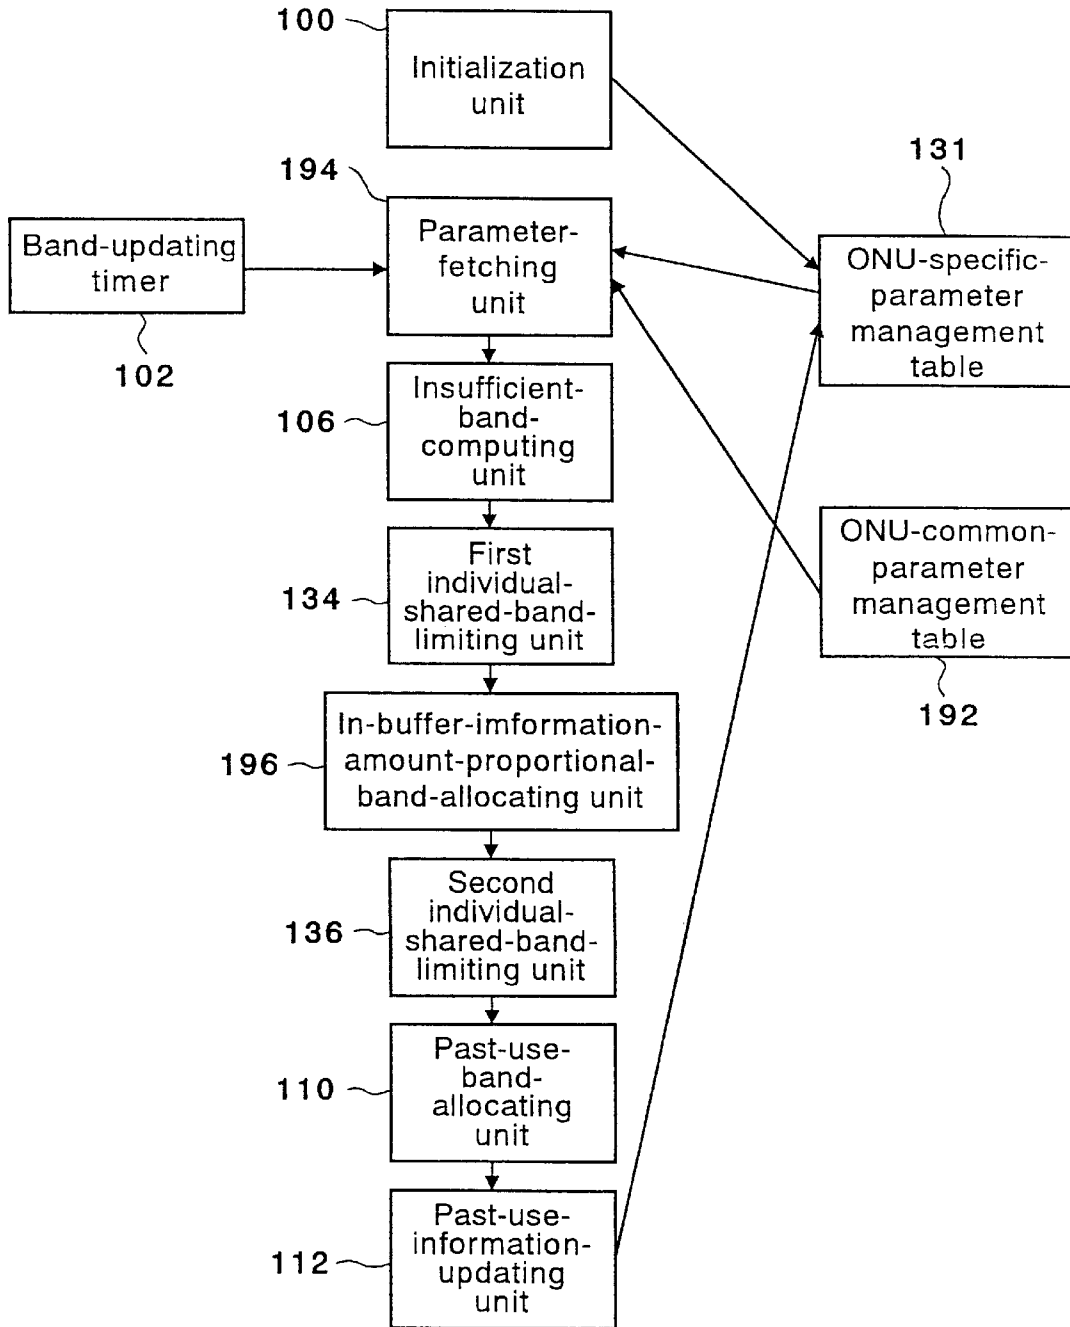 100
Initialization
unit
194
131
Band-updating
timer
102
Parameter-
fetching
unit
ONU-specific-
parameter
management
table
106
Insufficient-
band-
computing
unit
134
First
individual-
shared-band-
limiting unit
ONU-common-
parameter
management
table
192
196
In-buffer-imformation-
amount-proportional-
band-allocating unit
136
Second
individual-
shared-band-
limiting unit
110
Past-use-
band-
allocating
unit
112
Past-use-
information-
updating
unit